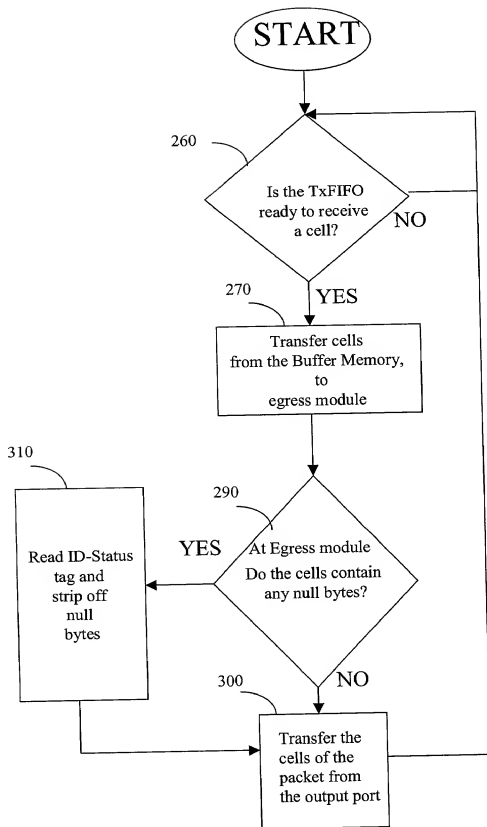 START
260
Is the TxFIFO
ready to receive
a cell?
NO
YES
270
Transfer cells
from the Buffer Memory,
to
egress module
310
290
YES
At Egress module
Do the cells contain
any null bytes?
Read ID-Status
tag and
strip off
null
bytes
NO
300
Transfer the
cells of the
packet from
the output port